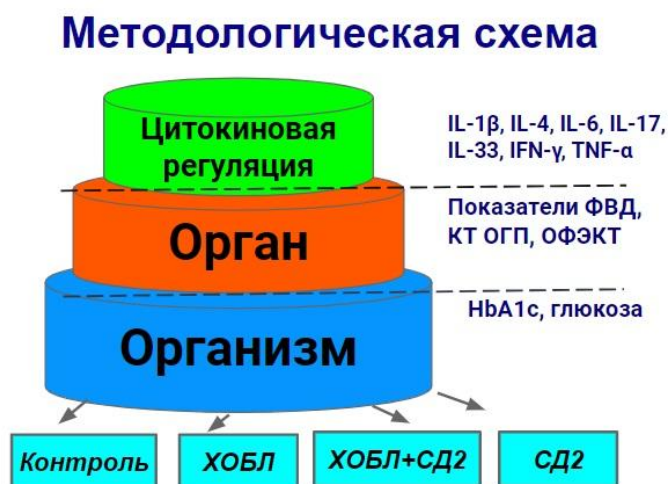 Методологическая схема
Цитокиновая
регуляция
IL-1β, IL-4, IL-6, IL-17,
IL-33, IFN-γ, TNF-α
Орган
Показатели ФВД,
КТ ОГП, ОФЭКТ
Организм
HbA1c, глюкоза
Контроль
ХОБЛ
ХОБЛ+СД2
СД2